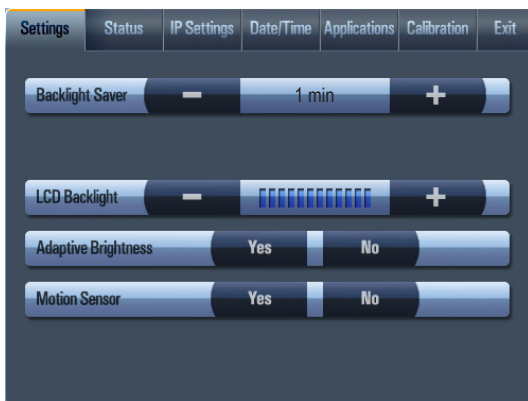 Settings Status IP Settings Date/Time Applications Calibration Exit
Backlight Saver − 1 min +
LCD Backlight − +
Adaptive Brightness Yes No
Motion Sensor Yes No